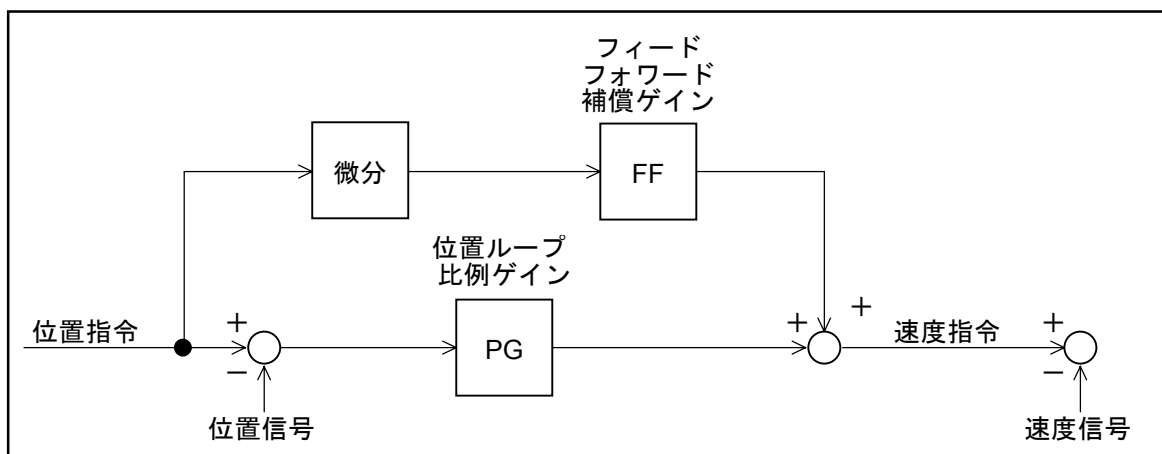 フィード
フォワード
補償ゲイン
微分
FF
位置ループ
比例ゲイン
位置指令
+
−
PG
+
+
速度指令
+
−
位置信号
速度信号